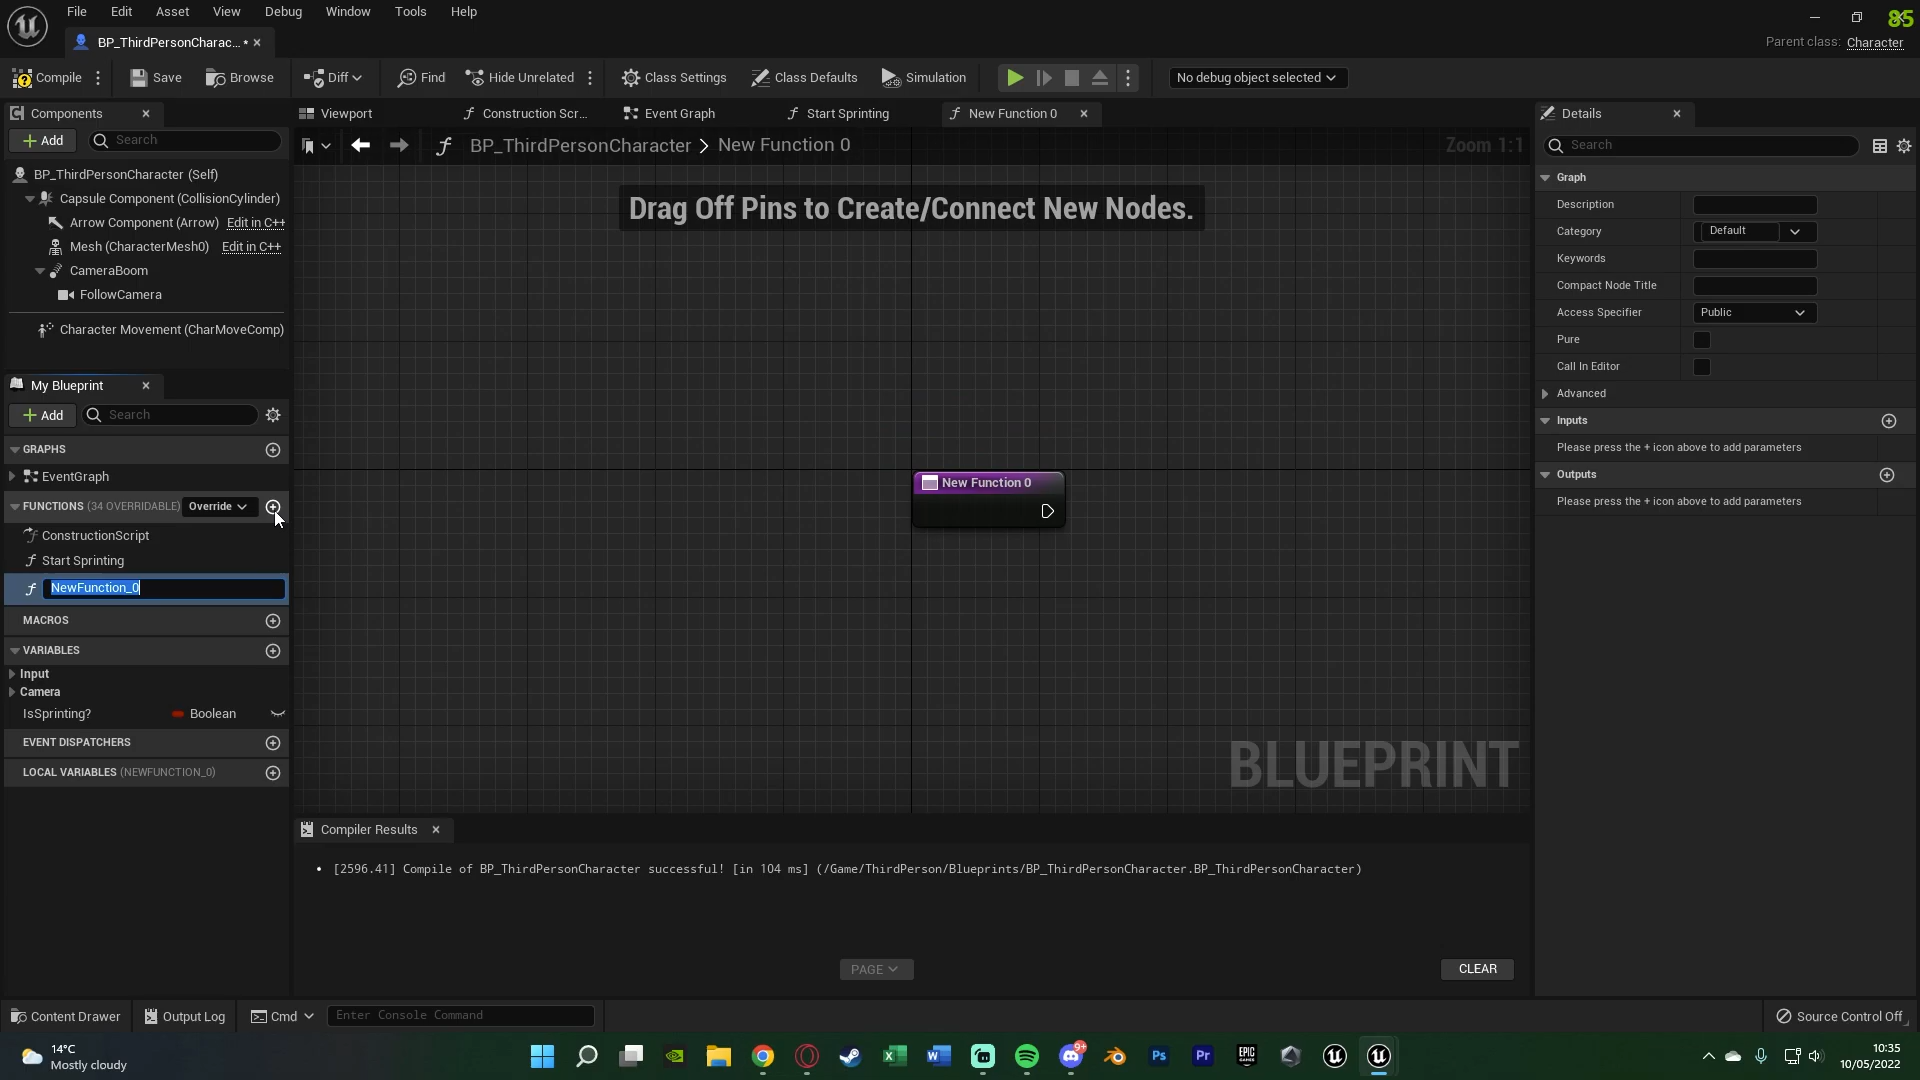 File Edit Asset View Debug Window Tools Help
85
BP_ThirdPersonCharac... •
Parent class: Character
Compile Save Browse Diff Find Hide Unrelated Class Settings Class Defaults Simulation No debug object selected
Components Viewport Construction Scr... Event Graph Start Sprinting New Function 0 Details
Add Search
BP_ThirdPersonCharacter > New Function 0 Zoom 1:1
Search
BP_ThirdPersonCharacter (Self)
Capsule Component (CollisionCylinder)
Arrow Component (Arrow) Edit in C++
Mesh (CharacterMesh0) Edit in C++
CameraBoom
FollowCamera
Character Movement (CharMoveComp)
Drag Off Pins to Create/Connect New Nodes.
My Blueprint
Add Search
GRAPHS
EventGraph
FUNCTIONS (34 OVERRIDABLE) Override
ConstructionScript
Start Sprinting
NewFunction_0
MACROS
VARIABLES
Input
Camera
IsSprinting? Boolean
EVENT DISPATCHERS
LOCAL VARIABLES (NEWFUNCTION_0)
New Function 0
BLUEPRINT
Graph
Description
Category Default
Keywords
Compact Node Title
Access Specifier Public
Pure
Call In Editor
Advanced
Inputs
Please press the + icon above to add parameters
Outputs
Please press the + icon above to add parameters
Compiler Results
• [2596.41] Compile of BP_ThirdPersonCharacter successful! [in 104 ms] (/Game/ThirdPerson/Blueprints/BP_ThirdPersonCharacter.BP_ThirdPersonCharacter)
PAGE CLEAR
Content Drawer Output Log Cmd Enter Console Command Source Control Off
14°C
Mostly cloudy
X W 9+ Ps Pr EPIC GAMES
10:35
10/05/2022